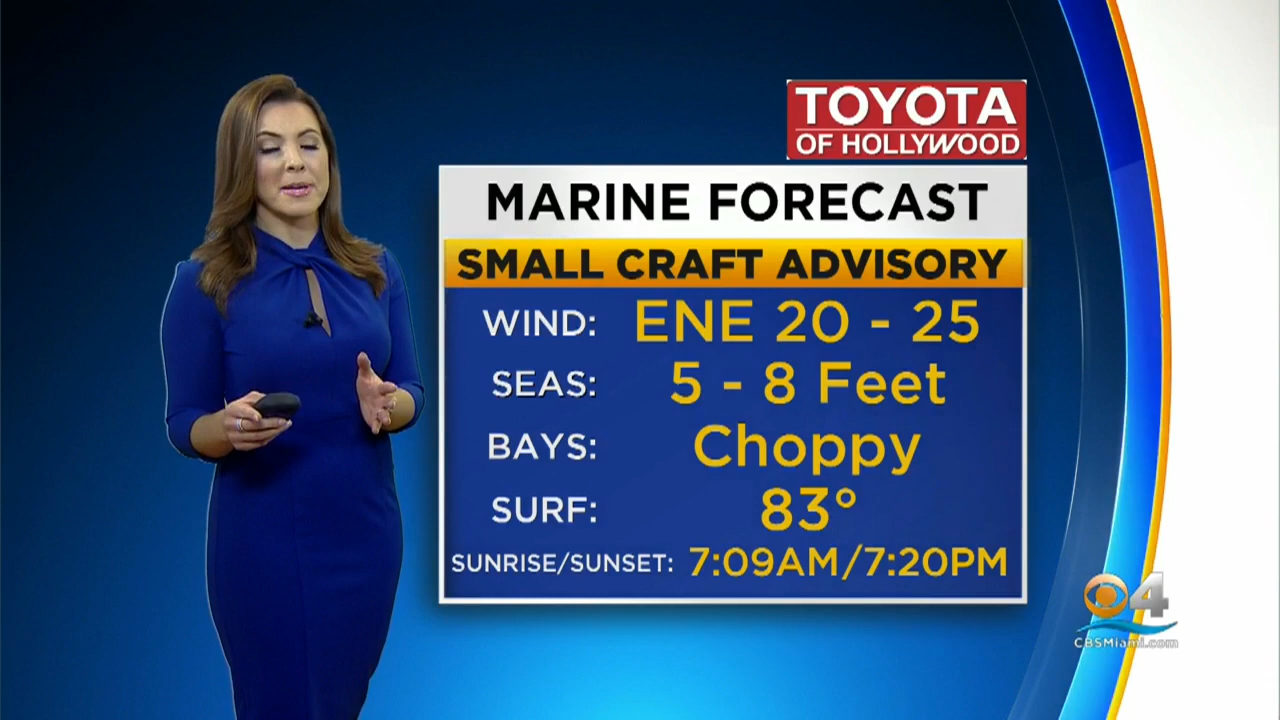 TOYOTA
OF HOLLYWOOD
MARINE FORECAST
SMALL CRAFT ADVISORY
WIND: ENE 20 - 25
SEAS: 5 - 8 Feet
BAYS: Choppy
SURF: 83°
SUNRISE/SUNSET: 7:09AM/7:20PM
4
CBSMiami.com